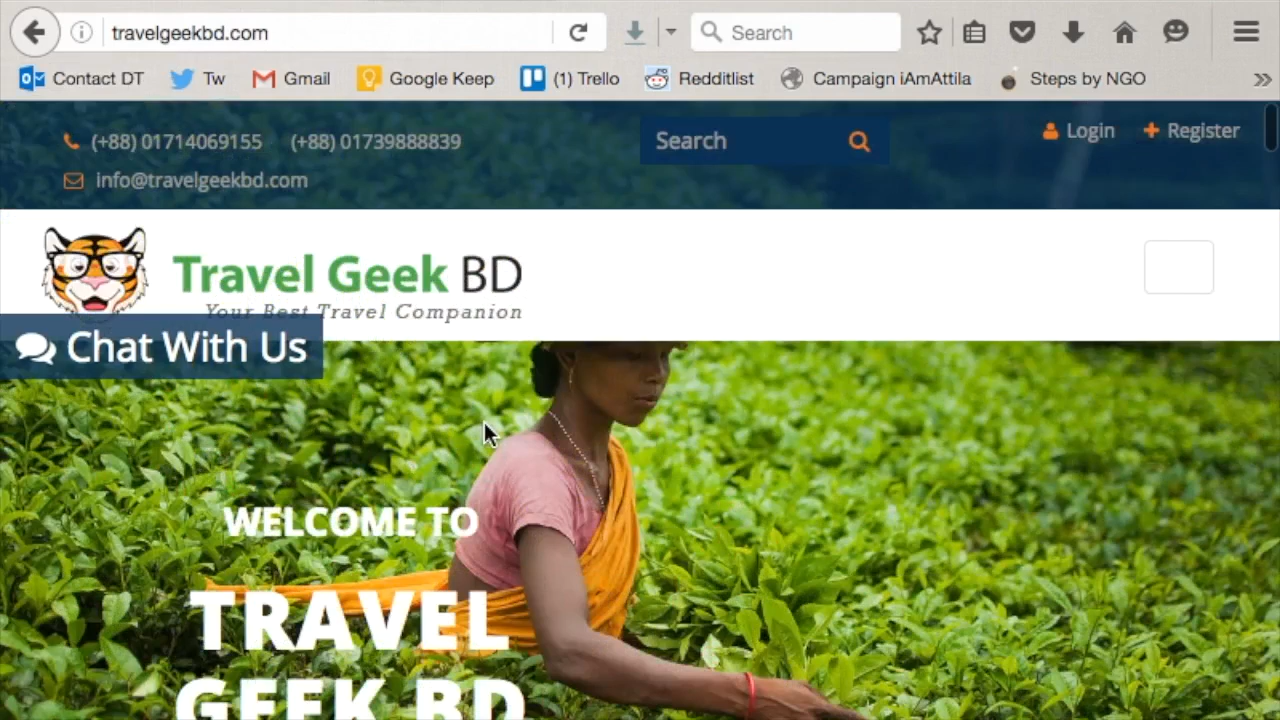 travelgeekbd.com
Search
Contact DT Tw Gmail Google Keep (1) Trello Redditlist Campaign iAmAttila Steps by NGO
(+88) 01714069155 (+88) 01739888839
Search
Login Register
info@travelgeekbd.com
Travel Geek BD
Your Best Travel Companion
Chat With Us
WELCOME TO
TRAVEL
GEEK BD